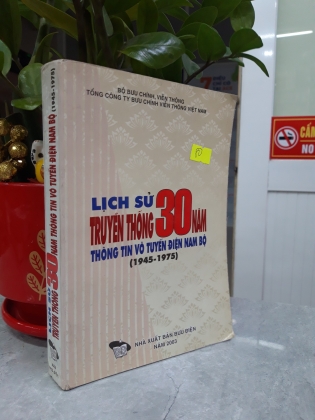 BỘ BƯU CHÍNH, VIỄN THÔNG
TỔNG CÔNG TY BƯU CHÍNH VIỄN THÔNG VIỆT NAM
LỊCH SỬ
TRUYỀN THỐNG 30 NĂM
THÔNG TIN VÔ TUYẾN ĐIỆN NAM BỘ
(1945-1975)
NHÀ XUẤT BẢN BƯU ĐIỆN
NĂM 2003
LỊCH SỬ TRUYỀN THỐNG 30 NĂM THÔNG TIN VÔ TUYẾN ĐIỆN NAM BỘ (1945-1975)
CẤM
NO